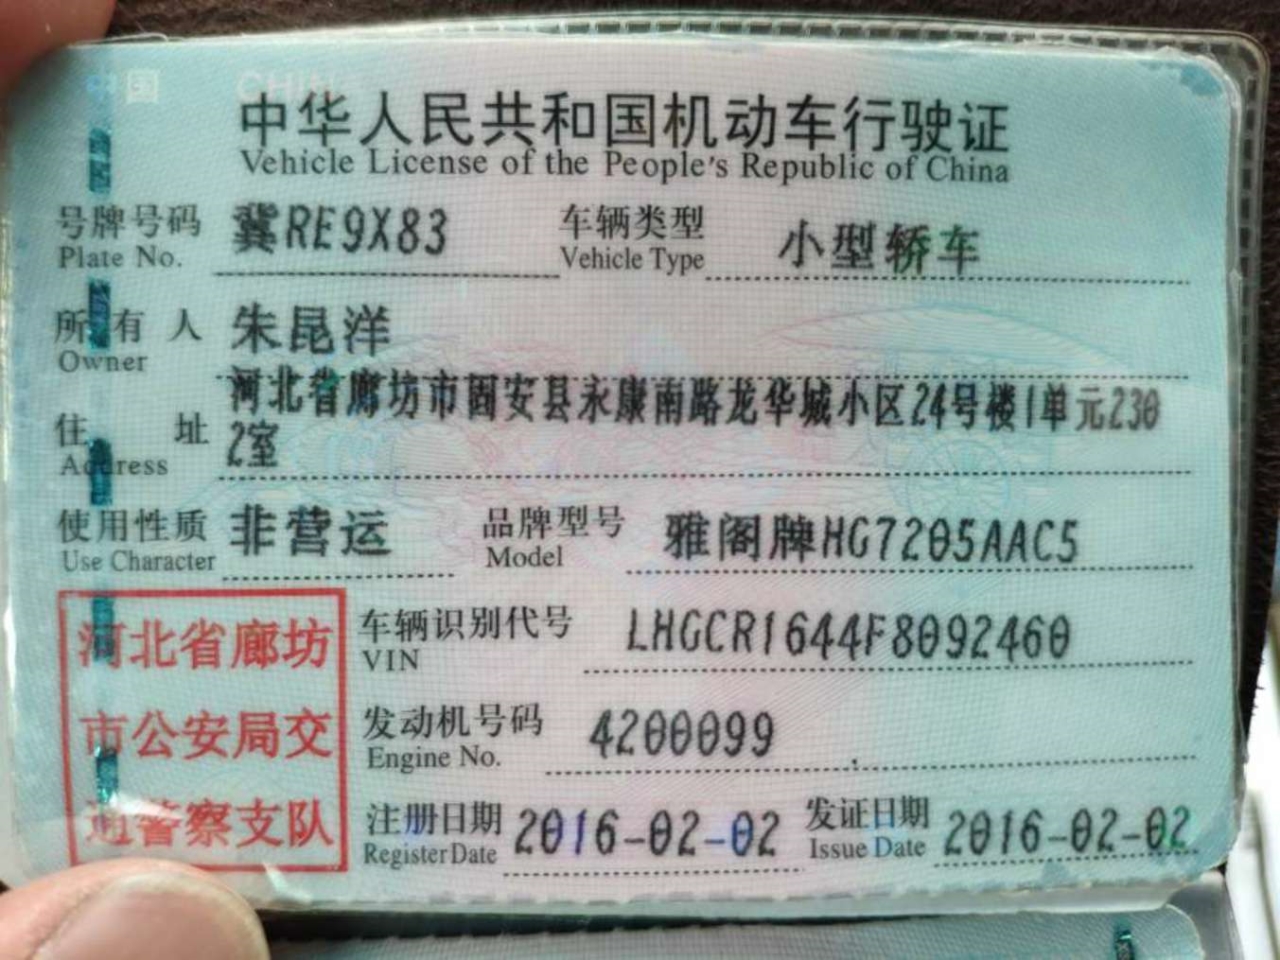 中国 CHINA
中华人民共和国机动车行驶证
Vehicle License of the People's Republic of China
号牌号码 冀RE9X83 车辆类型 小型轿车
Plate No. Vehicle Type
所有人 朱昆洋
Owner
住址 河北省廊坊市固安县永康南路龙华城小区24号楼1单元230
Address 2室
使用性质 非营运 品牌型号 雅阁牌HG7205AAC5
Use Character Model
车辆识别代号 LHGCR1644F8092460
VIN
发动机号码 4200099
Engine No.
注册日期 2016-02-02 发证日期 2016-02-02
Register Date Issue Date
河北省廊坊
市公安局交
通警察支队